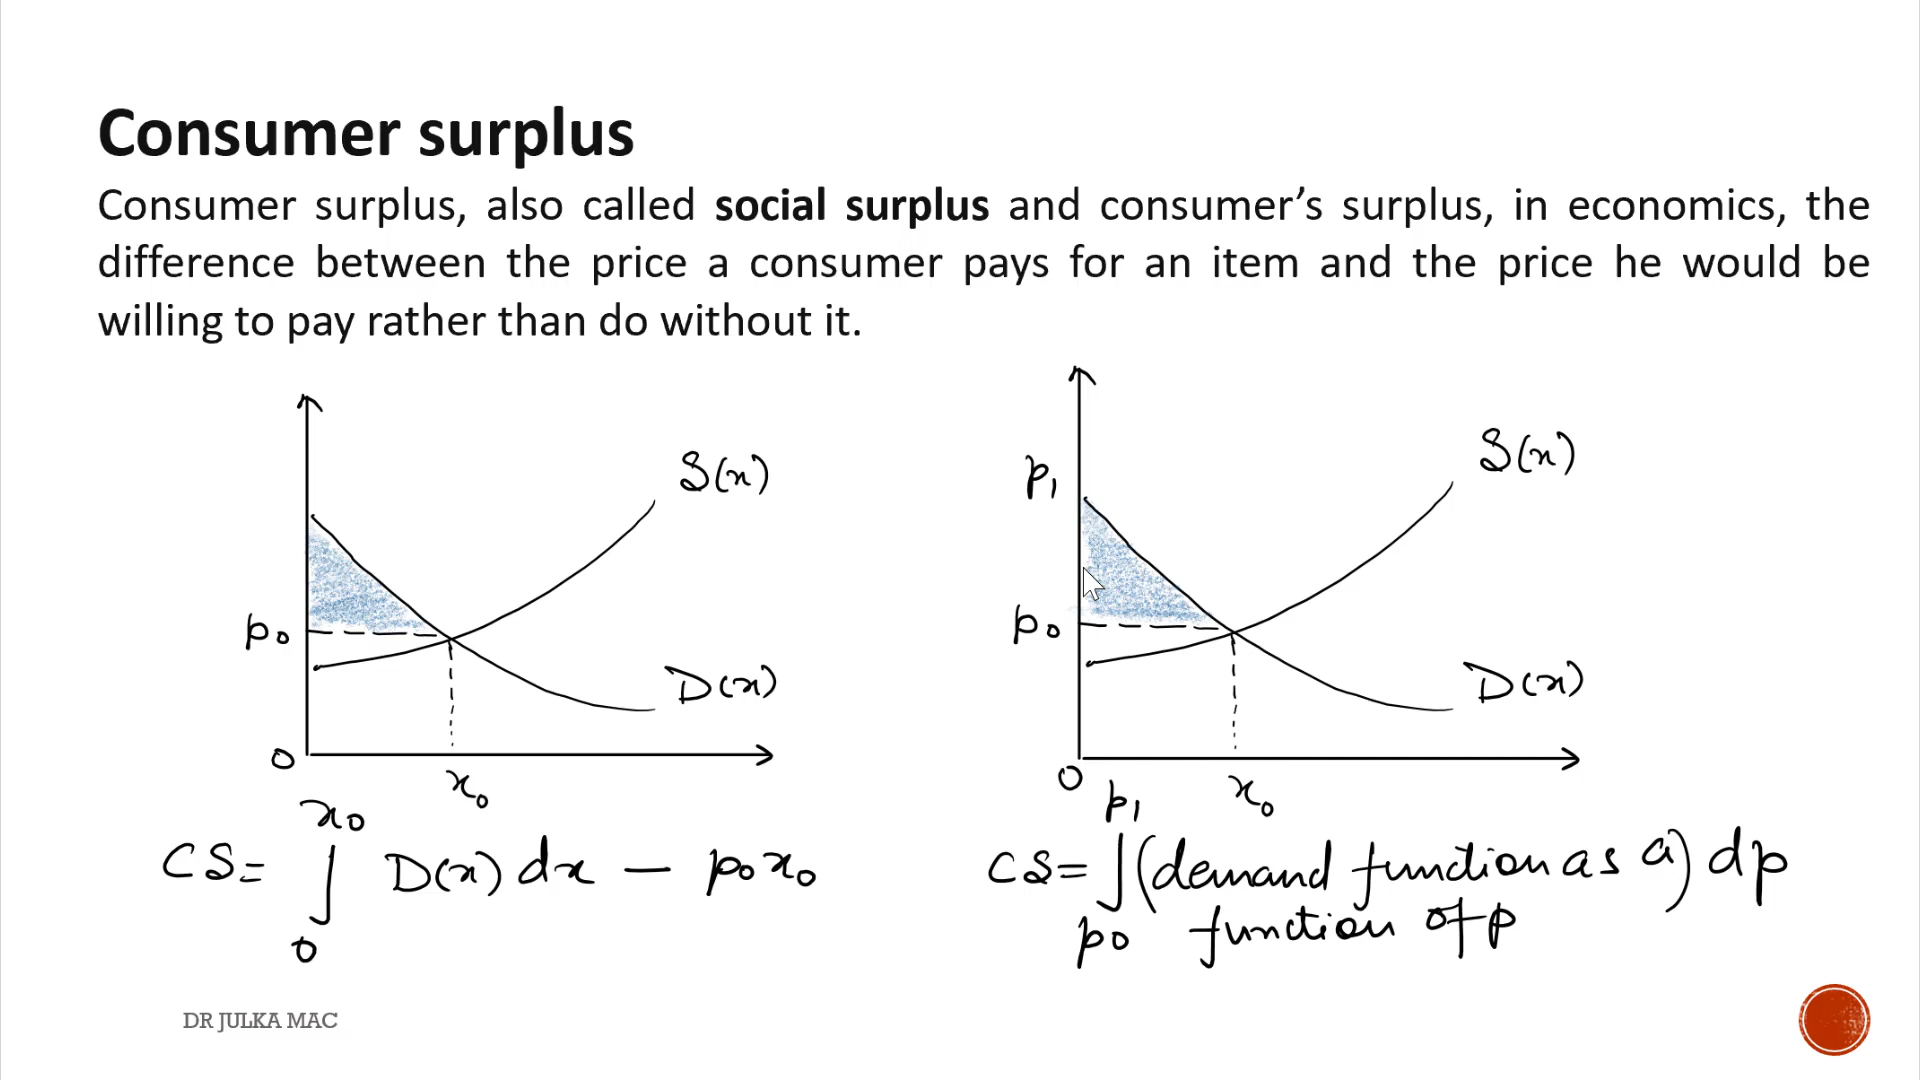 Consumer surplus
Consumer surplus, also called social surplus and consumer’s surplus, in economics, the
difference between the price a consumer pays for an item and the price he would be
willing to pay rather than do without it.
S(x)
p₀
D(x)
0
x₀
CS= ∫₀^x₀ D(x) dx – p₀x₀
p₁
S(x)
p₀
D(x)
0
x₀
CS= ∫_p₀^p₁ (demand function as a) dp
function of p
DR JULKA MAC